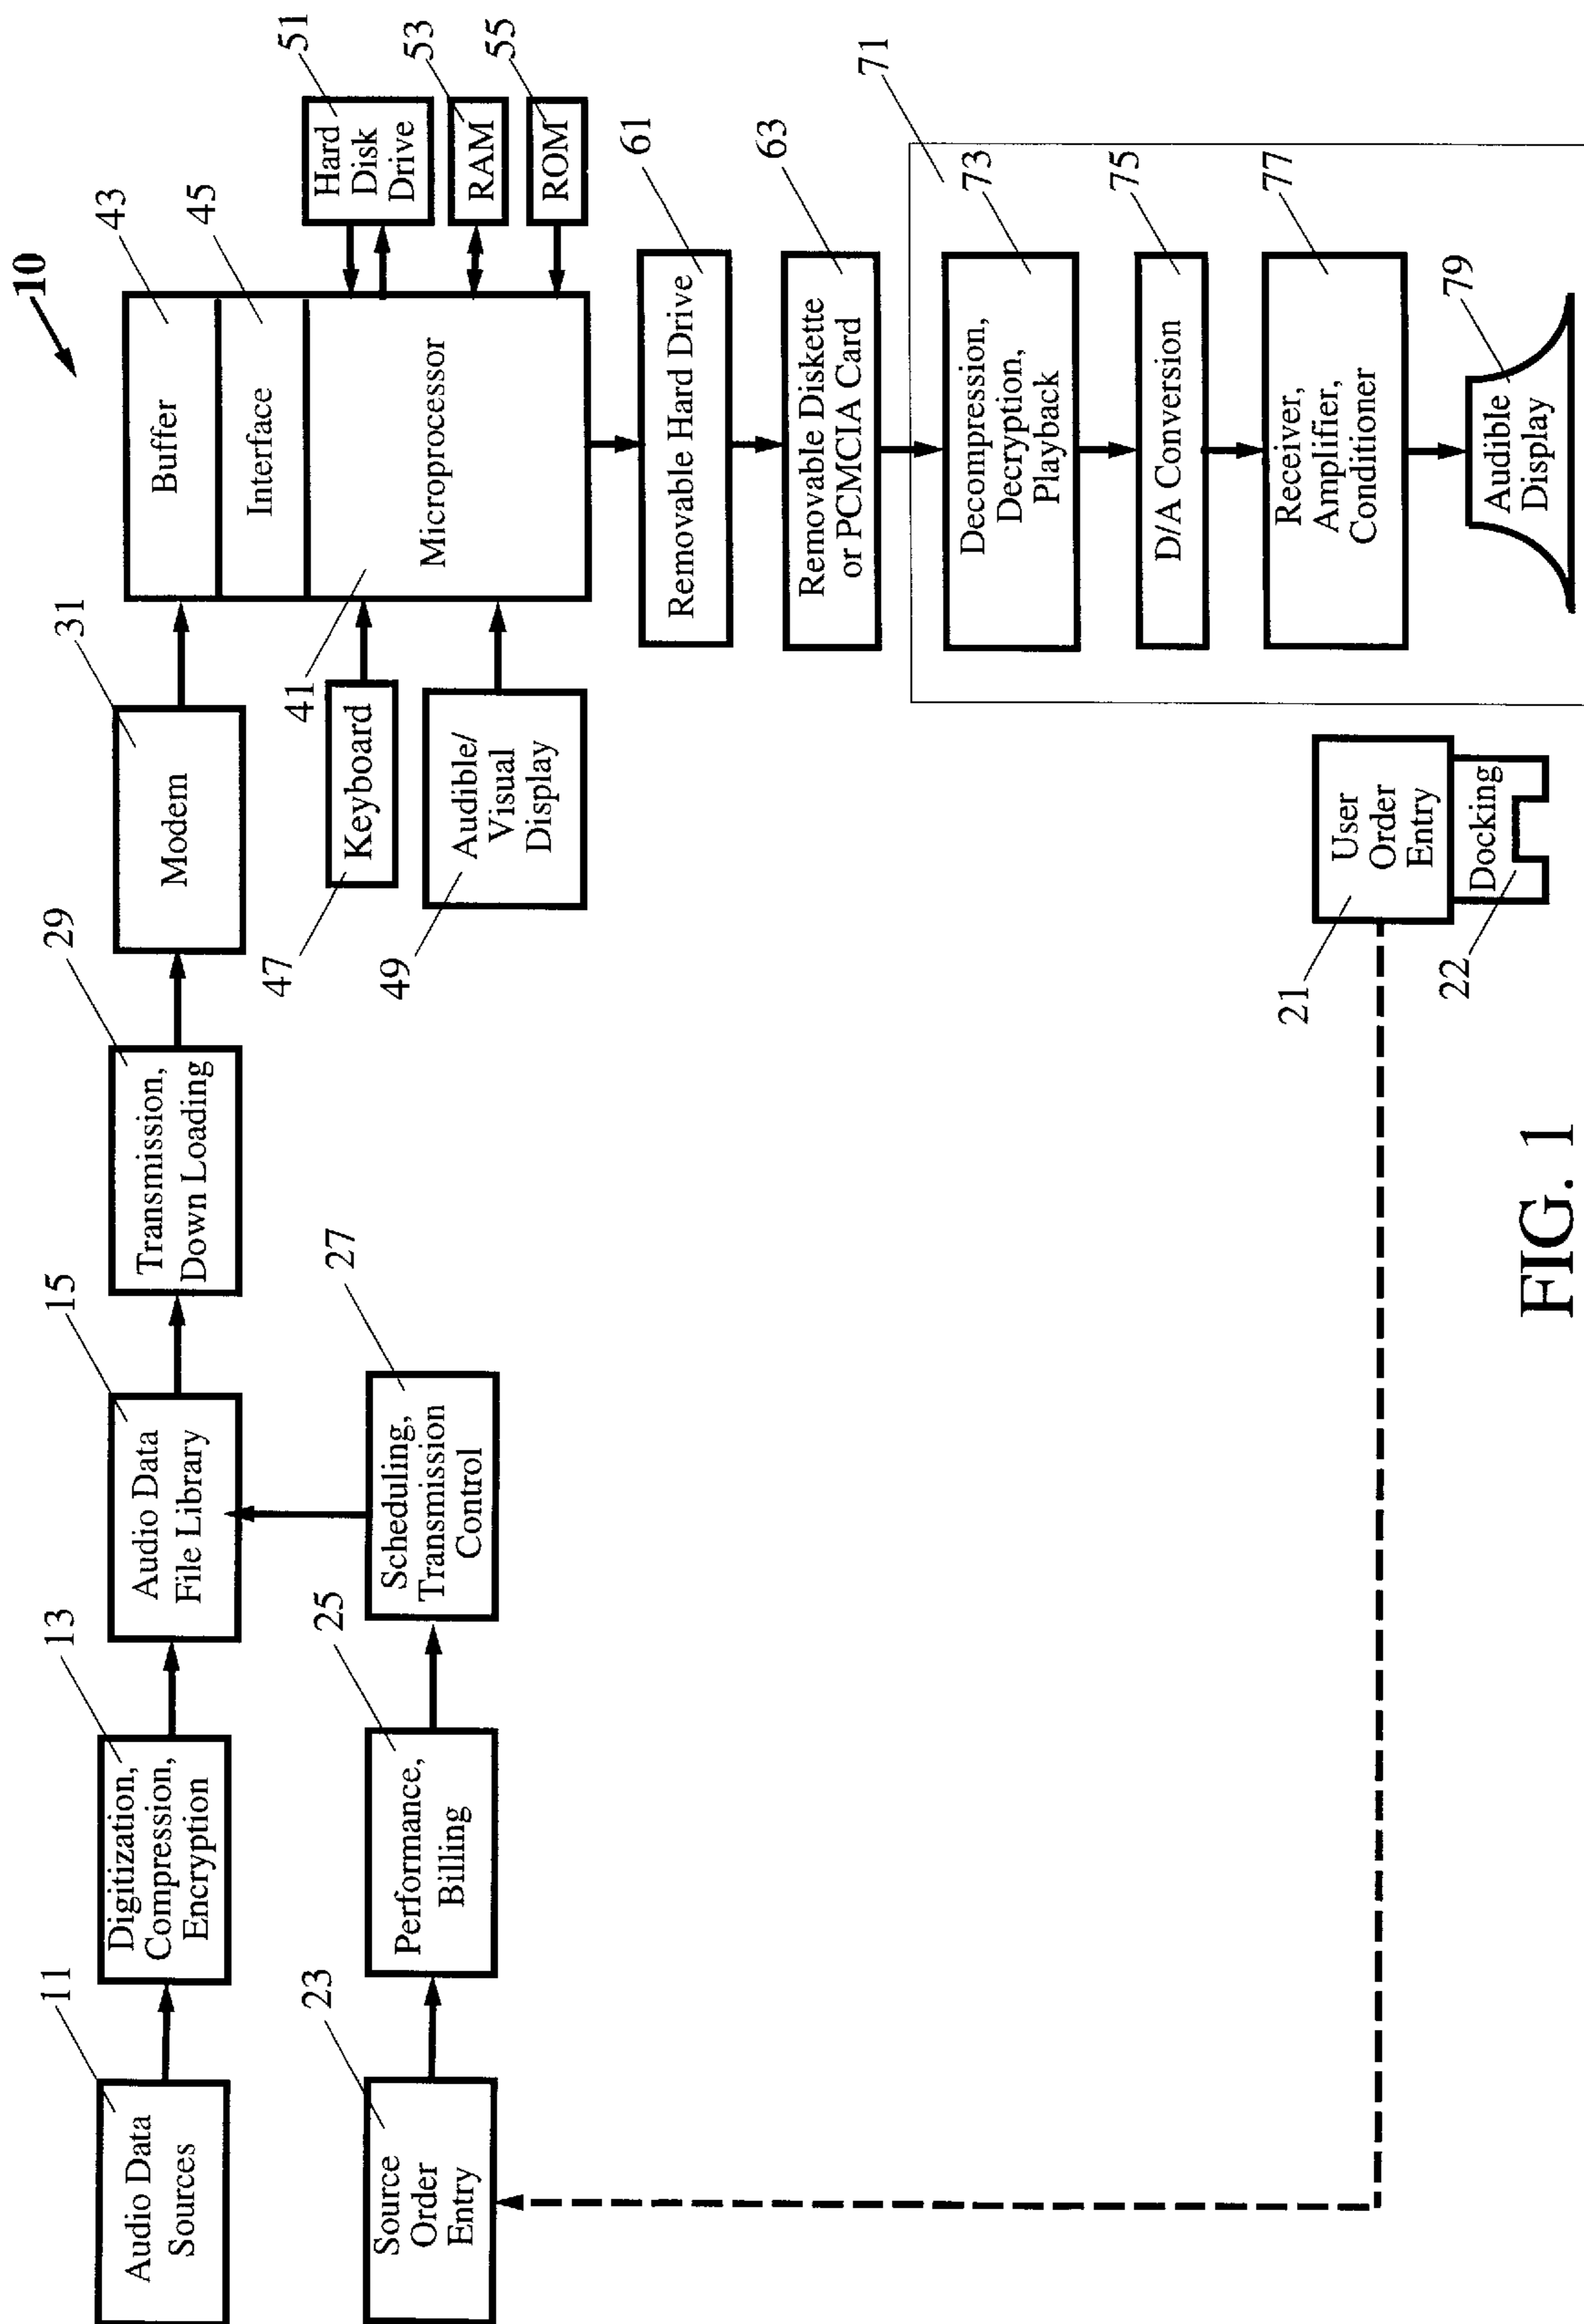 10
11
Audio Data
Sources
13
Digitization,
Compression,
Encryption
15
Audio Data
File Library
29
Transmission,
Down Loading
31
Modem
43
Buffer
45
Interface
41
Microprocessor
51
Hard
Disk
Drive
53
RAM
55
ROM
47
Keyboard
49
Audible/
Visual
Display
23
Source
Order
Entry
25
Performance,
Billing
27
Scheduling,
Transmission
Control
61
Removable Hard Drive
63
Removable Diskette
or PCMCIA Card
71
73
Decompression,
Decryption,
Playback
75
D/A Conversion
77
Receiver,
Amplifier,
Conditioner
79
Audible
Display
21
User
Order
Entry
22
Docking
FIG. 1